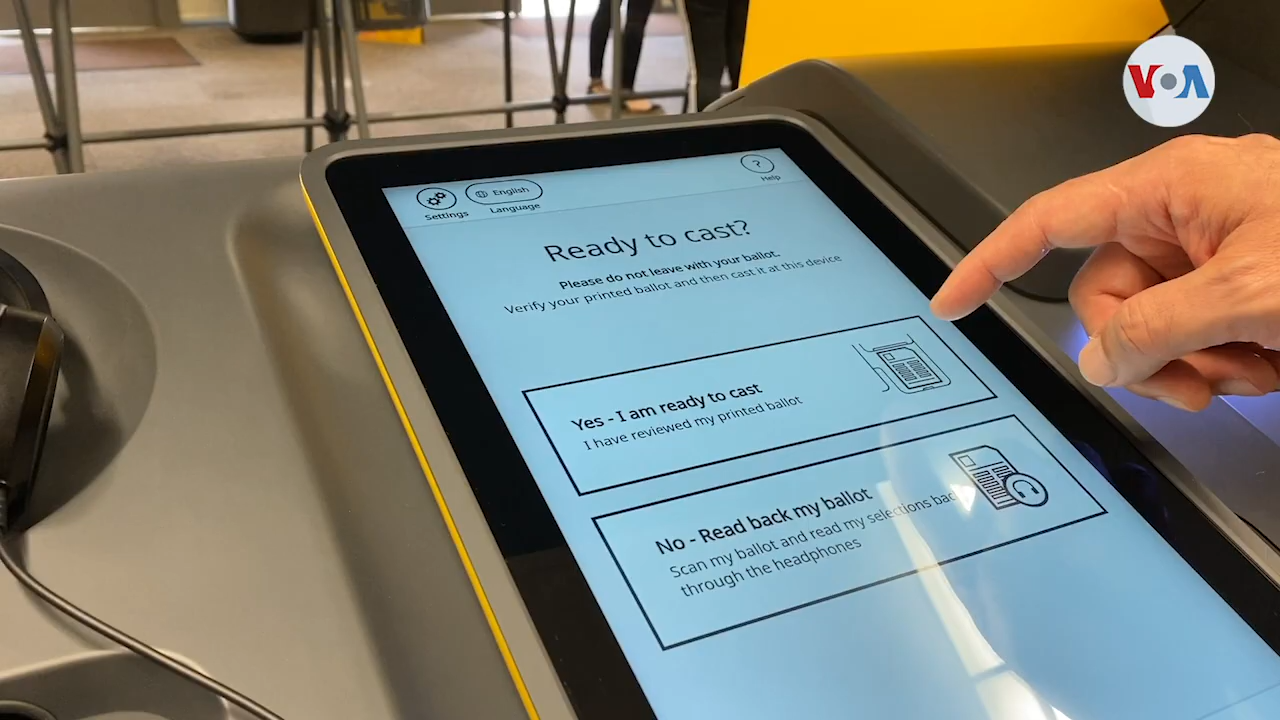 VOA
English
Settings
Language
?
Help
Ready to cast?
Please do not leave with your ballot.
Verify your printed ballot and then cast it at this device
Yes - I am ready to cast
I have reviewed my printed ballot
No - Read back my ballot
Scan my ballot and read my selections back
through the headphones